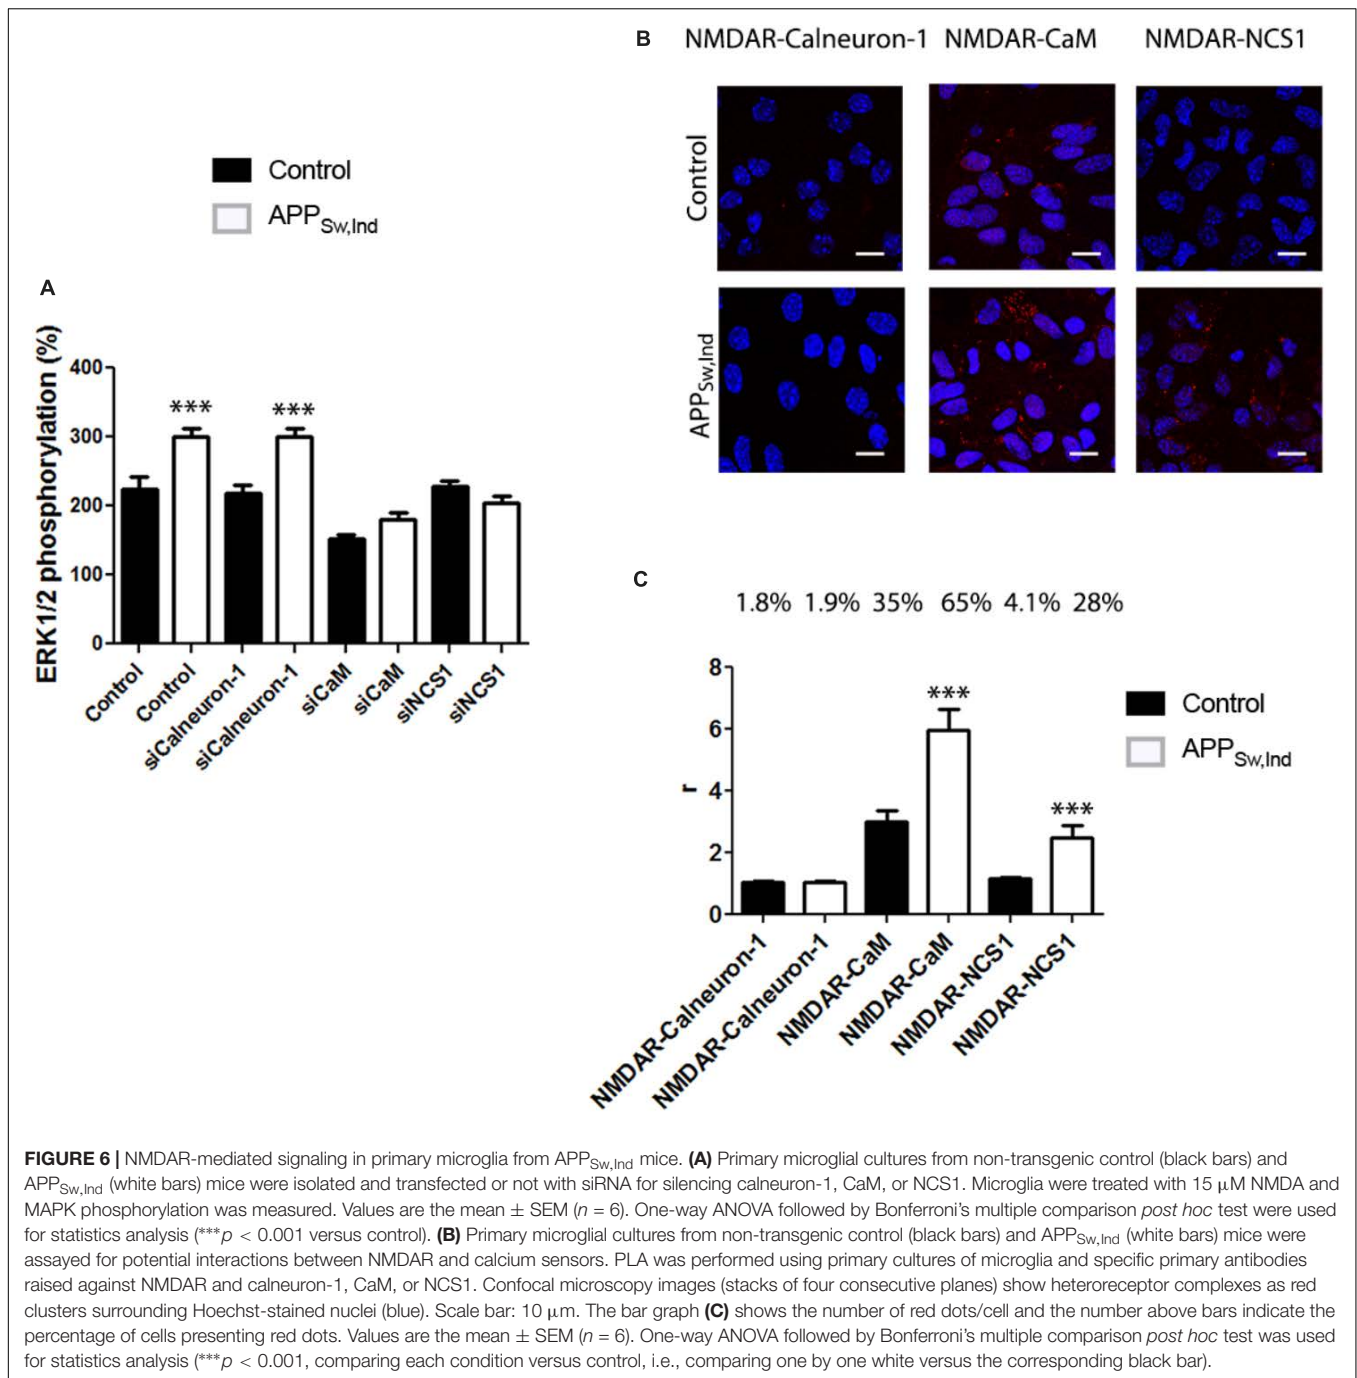 B NMDAR-Calneuron-1 NMDAR-CaM NMDAR-NCS1
Control
APPSw,Ind
Control
APPSw,Ind
A
ERK1/2 phosphorylation (%)
400
300
200
100
0
*** ***
Control Control siCalneuron-1 siCalneuron-1 siCaM siCaM siNCS1 siNCS1
C
1.8% 1.9% 35% 65% 4.1% 28%
r
8
6
4
2
0
*** ***
Control
APPSw,Ind
NMDAR-Calneuron-1 NMDAR-Calneuron-1 NMDAR-CaM NMDAR-CaM NMDAR-NCS1 NMDAR-NCS1
FIGURE 6 | NMDAR-mediated signaling in primary microglia from APPSw,Ind mice. (A) Primary microglial cultures from non-transgenic control (black bars) and
APPSw,Ind (white bars) mice were isolated and transfected or not with siRNA for silencing calneuron-1, CaM, or NCS1. Microglia were treated with 15 μM NMDA and
MAPK phosphorylation was measured. Values are the mean ± SEM (n = 6). One-way ANOVA followed by Bonferroni's multiple comparison post hoc test were used
for statistics analysis (***p < 0.001 versus control). (B) Primary microglial cultures from non-transgenic control (black bars) and APPSw,Ind (white bars) mice were
assayed for potential interactions between NMDAR and calcium sensors. PLA was performed using primary cultures of microglia and specific primary antibodies
raised against NMDAR and calneuron-1, CaM, or NCS1. Confocal microscopy images (stacks of four consecutive planes) show heteroreceptor complexes as red
clusters surrounding Hoechst-stained nuclei (blue). Scale bar: 10 μm. The bar graph (C) shows the number of red dots/cell and the number above bars indicate the
percentage of cells presenting red dots. Values are the mean ± SEM (n = 6). One-way ANOVA followed by Bonferroni's multiple comparison post hoc test was used
for statistics analysis (***p < 0.001, comparing each condition versus control, i.e., comparing one by one white versus the corresponding black bar).